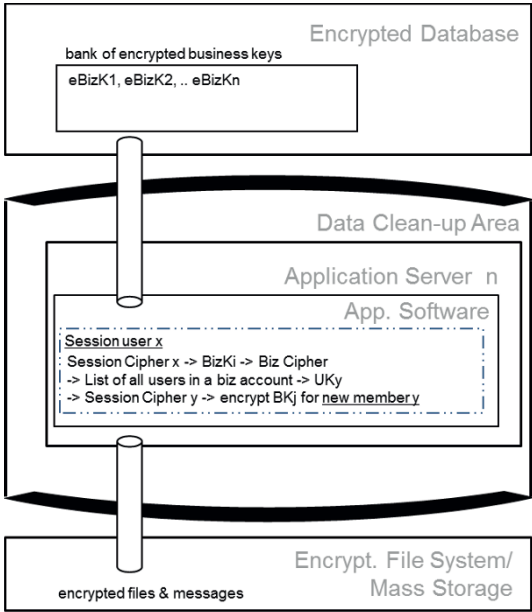 Encrypted Database
bank of encrypted business keys
eBizK1, eBizK2, .. eBizKn
Data Clean-up Area
Application Server n
App. Software
Session user x
Session Cipher x -> BizKi -> Biz Cipher
-> List of all users in a biz account -> UKy
-> Session Cipher y -> encrypt BKj for new member y
Encrypt. File System/
Mass Storage
encrypted files & messages